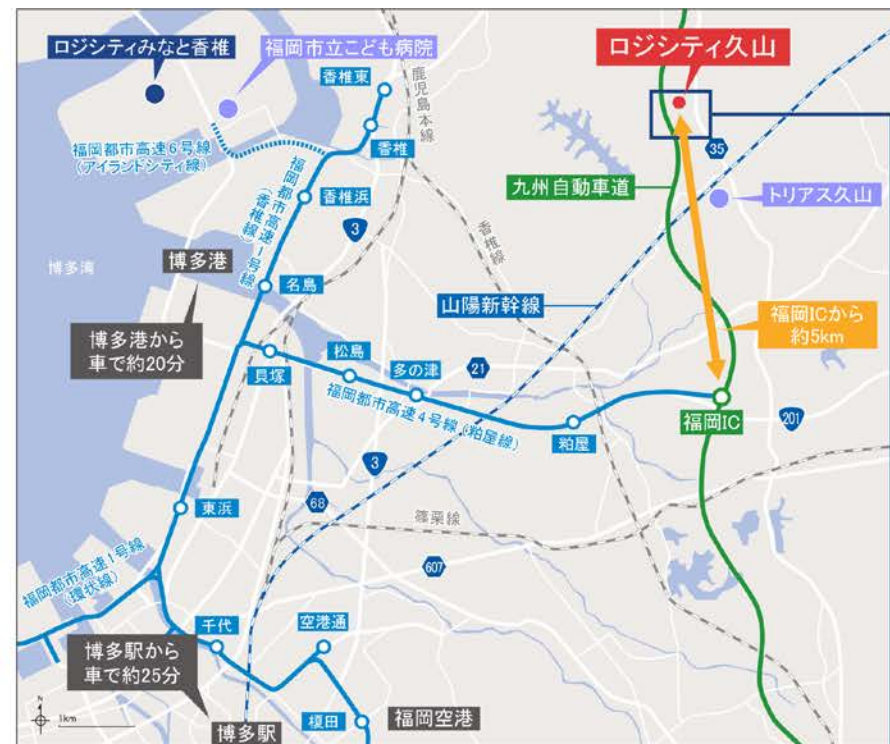 ロジシティみなと香椎
福岡市立こども病院
ロジシティ久山
香椎東
鹿児島本線
香椎
福岡都市高速6号線
(アイランドシティ線)
福岡都市高速1号線
(香椎線)
香椎浜
3
35
九州自動車道
トリアス久山
香椎線
博多湾
博多港
名島
山陽新幹線
福岡ICから
約5km
博多港から
車で約20分
貝塚
松島
多の津
21
福岡都市高速4号線(粕屋線)
粕屋
福岡IC
201
3
東浜
68
篠栗線
607
福岡都市高速1号線
(環状線)
千代
空港通
博多駅から
車で約25分
榎田
福岡空港
博多駅
N
1km